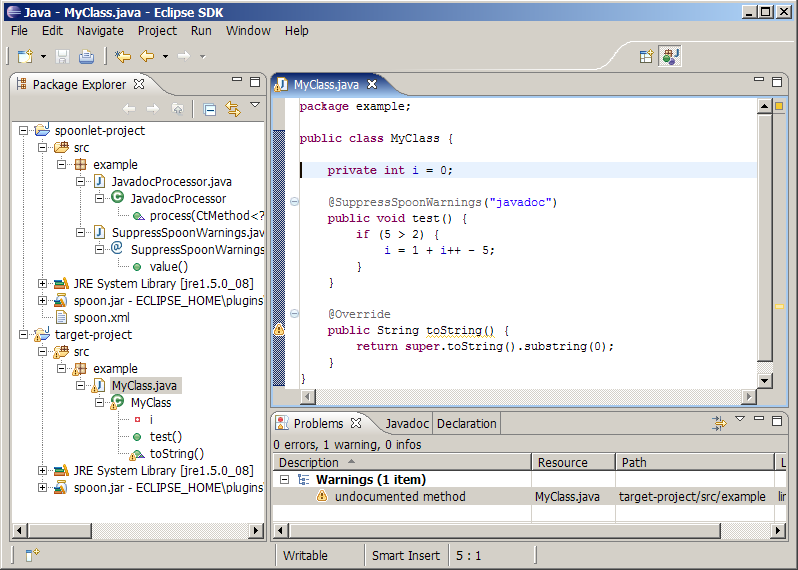 Java - MyClass.java - Eclipse SDK
File Edit Navigate Project Run Window Help
Package Explorer
spoonlet-project
src
example
JavadocProcessor.java
JavadocProcessor
process(CtMethod<?
SuppressSpoonWarnings.jav
SuppressSpoonWarnings
value()
JRE System Library [jre1.5.0_08]
spoon.jar - ECLIPSE_HOME\plugins
spoon.xml
target-project
src
example
MyClass.java
MyClass
i
test()
toString()
JRE System Library [jre1.5.0_08]
spoon.jar - ECLIPSE_HOME\plugins
MyClass.java
package example;
public class MyClass {
private int i = 0;
@SuppressSpoonWarnings("javadoc")
public void test() {
if (5 > 2) {
i = 1 + i++ - 5;
}
}
@Override
public String toString() {
return super.toString().substring(0);
}
}
Problems Javadoc Declaration
0 errors, 1 warning, 0 infos
Description Resource Path L
Warnings (1 item)
undocumented method MyClass.java target-project/src/example lin
Writable Smart Insert 5 : 1